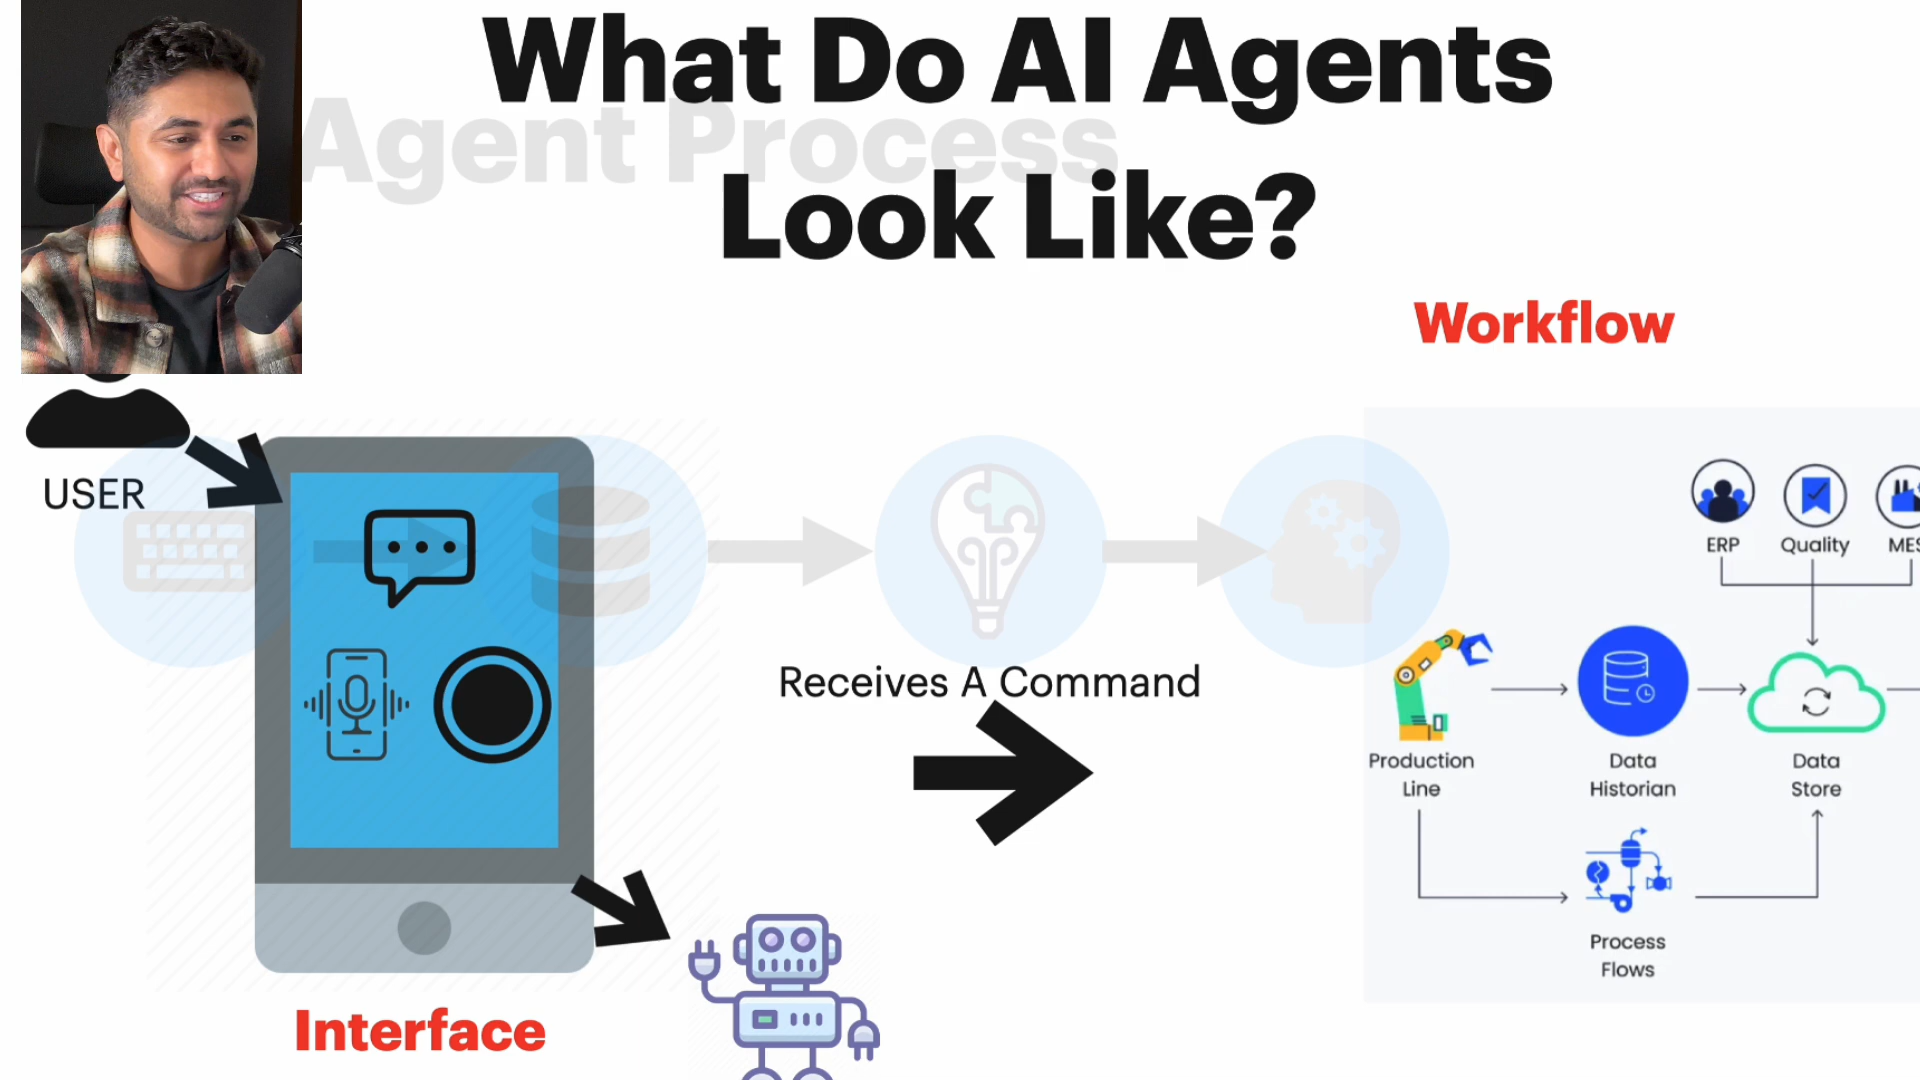 What Do AI Agents
Agent Process
Look Like?
Workflow
USER
ERP
Quality
MES
Receives A Command
Production
Line
Data
Historian
Data
Store
Process
Flows
Interface